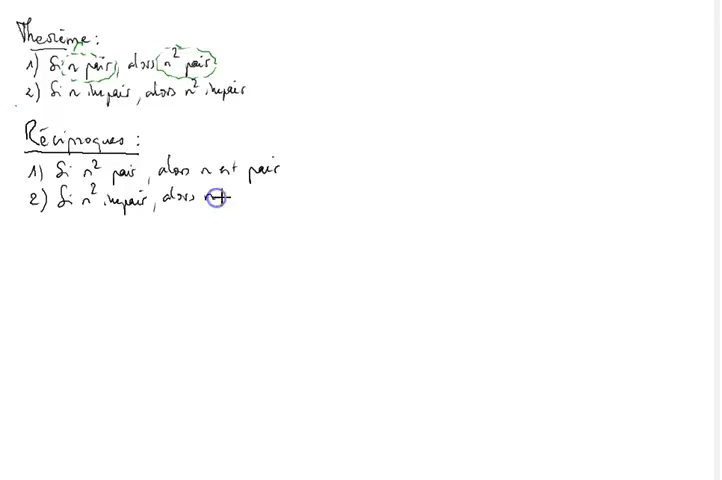 Théorème :
1) Si n pair, alors n² pair
2) Si n impair, alors n² impair
Réciproques :
1) Si n² pair, alors n est pair
2) Si n² impair, alors n